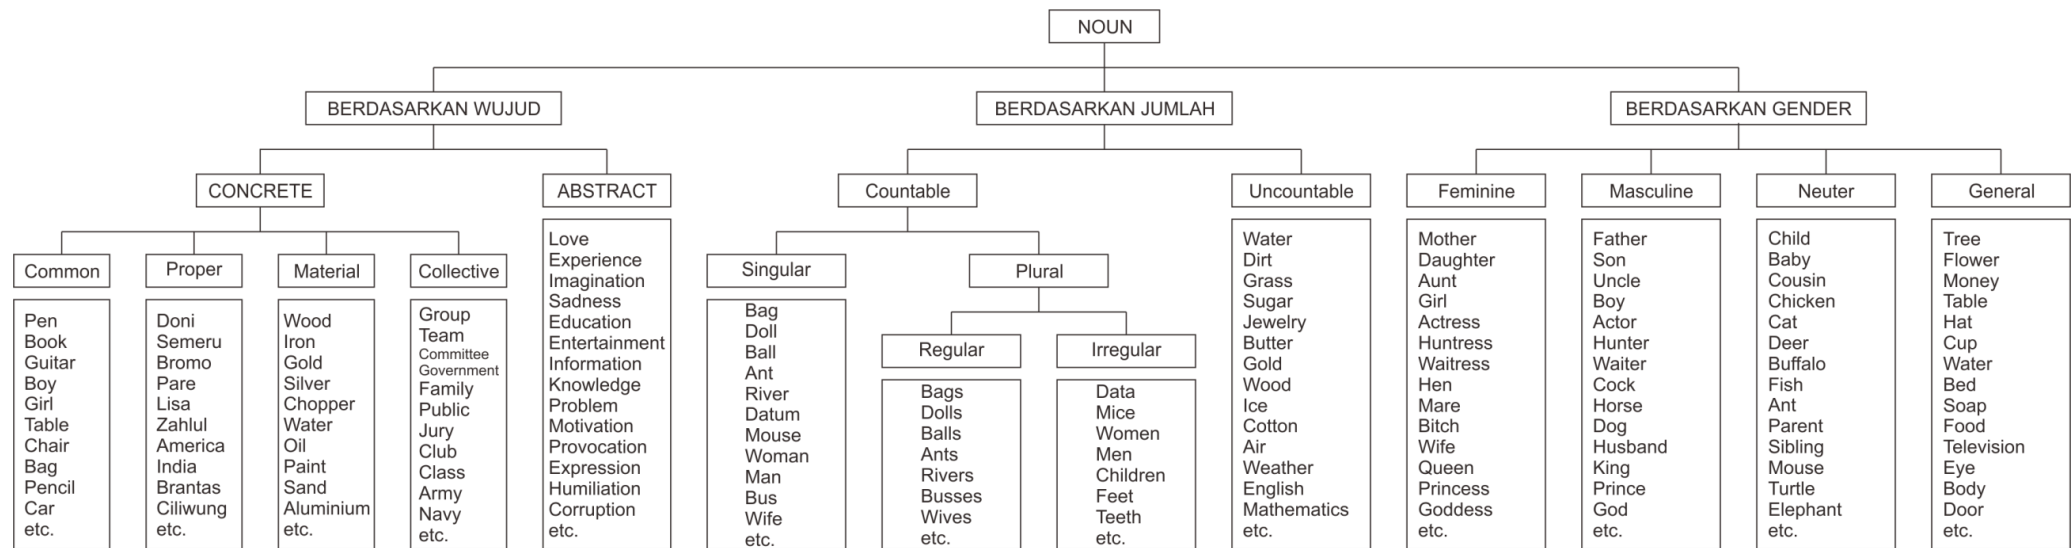 NOUN
BERDASARKAN WUJUD
BERDASARKAN JUMLAH
BERDASARKAN GENDER
CONCRETE
ABSTRACT
Countable
Uncountable
Feminine
Masculine
Neuter
General
Common
Proper
Material
Collective
Singular
Plural
Regular
Irregular
Pen
Book
Guitar
Boy
Girl
Table
Chair
Bag
Pencil
Car
etc.
Doni
Semeru
Bromo
Pare
Lisa
Zahlul
America
India
Brantas
Ciliwung
etc.
Wood
Iron
Gold
Silver
Chopper
Water
Oil
Paint
Sand
Aluminium
etc.
Group
Team
Committee
Government
Family
Public
Jury
Club
Class
Army
Navy
etc.
Love
Experience
Imagination
Sadness
Education
Entertainment
Information
Knowledge
Problem
Motivation
Provocation
Expression
Humiliation
Corruption
etc.
Bag
Doll
Ball
Ant
River
Datum
Mouse
Woman
Man
Bus
Wife
etc.
Bags
Dolls
Balls
Ants
Rivers
Busses
Wives
etc.
Data
Mice
Women
Men
Children
Feet
Teeth
etc.
Water
Dirt
Grass
Sugar
Jewelry
Butter
Gold
Wood
Ice
Cotton
Air
Weather
English
Mathematics
etc.
Mother
Daughter
Aunt
Girl
Actress
Huntress
Waitress
Hen
Mare
Bitch
Wife
Queen
Princess
Goddess
etc.
Father
Son
Uncle
Boy
Actor
Hunter
Waiter
Cock
Horse
Dog
Husband
King
Prince
God
etc.
Child
Baby
Cousin
Chicken
Cat
Deer
Buffalo
Fish
Ant
Parent
Sibling
Mouse
Turtle
Elephant
etc.
Tree
Flower
Money
Table
Hat
Cup
Water
Bed
Soap
Food
Television
Eye
Body
Door
etc.